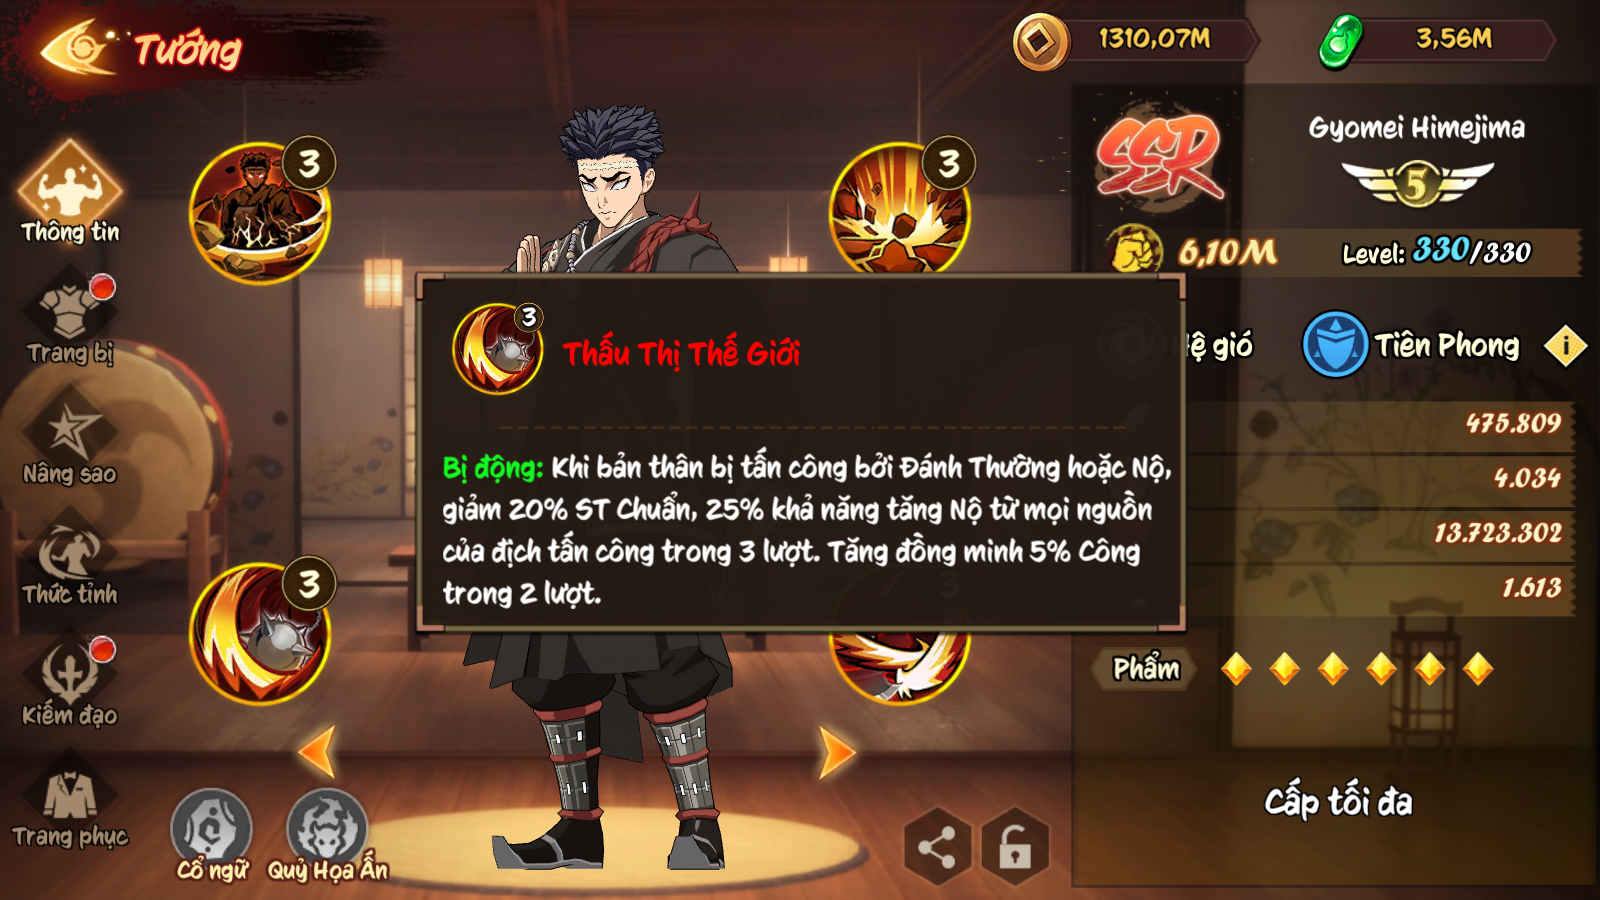 Tướng
1310,07M
3,56M
Thông tin
Trang bị
Nâng sao
Thức tỉnh
Kiếm đạo
Trang phục
3
3
SSR
Gyomei Himejima
5
6,10M
Level: 330/330
3
Thấu Thị Thế Giới
Bị động: Khi bản thân bị tấn công bởi Đánh Thường hoặc Nộ,
giảm 20% ST Chuẩn, 25% khả năng tăng Nộ từ mọi nguồn
của địch tấn công trong 3 lượt. Tăng đồng minh 5% Công
trong 2 lượt.
ệ gió
Tiên Phong
475.809
4.034
13.723.302
1.613
3
Phẩm
Cấp tối đa
Cổ ngữ
Quỷ Họa Ấn